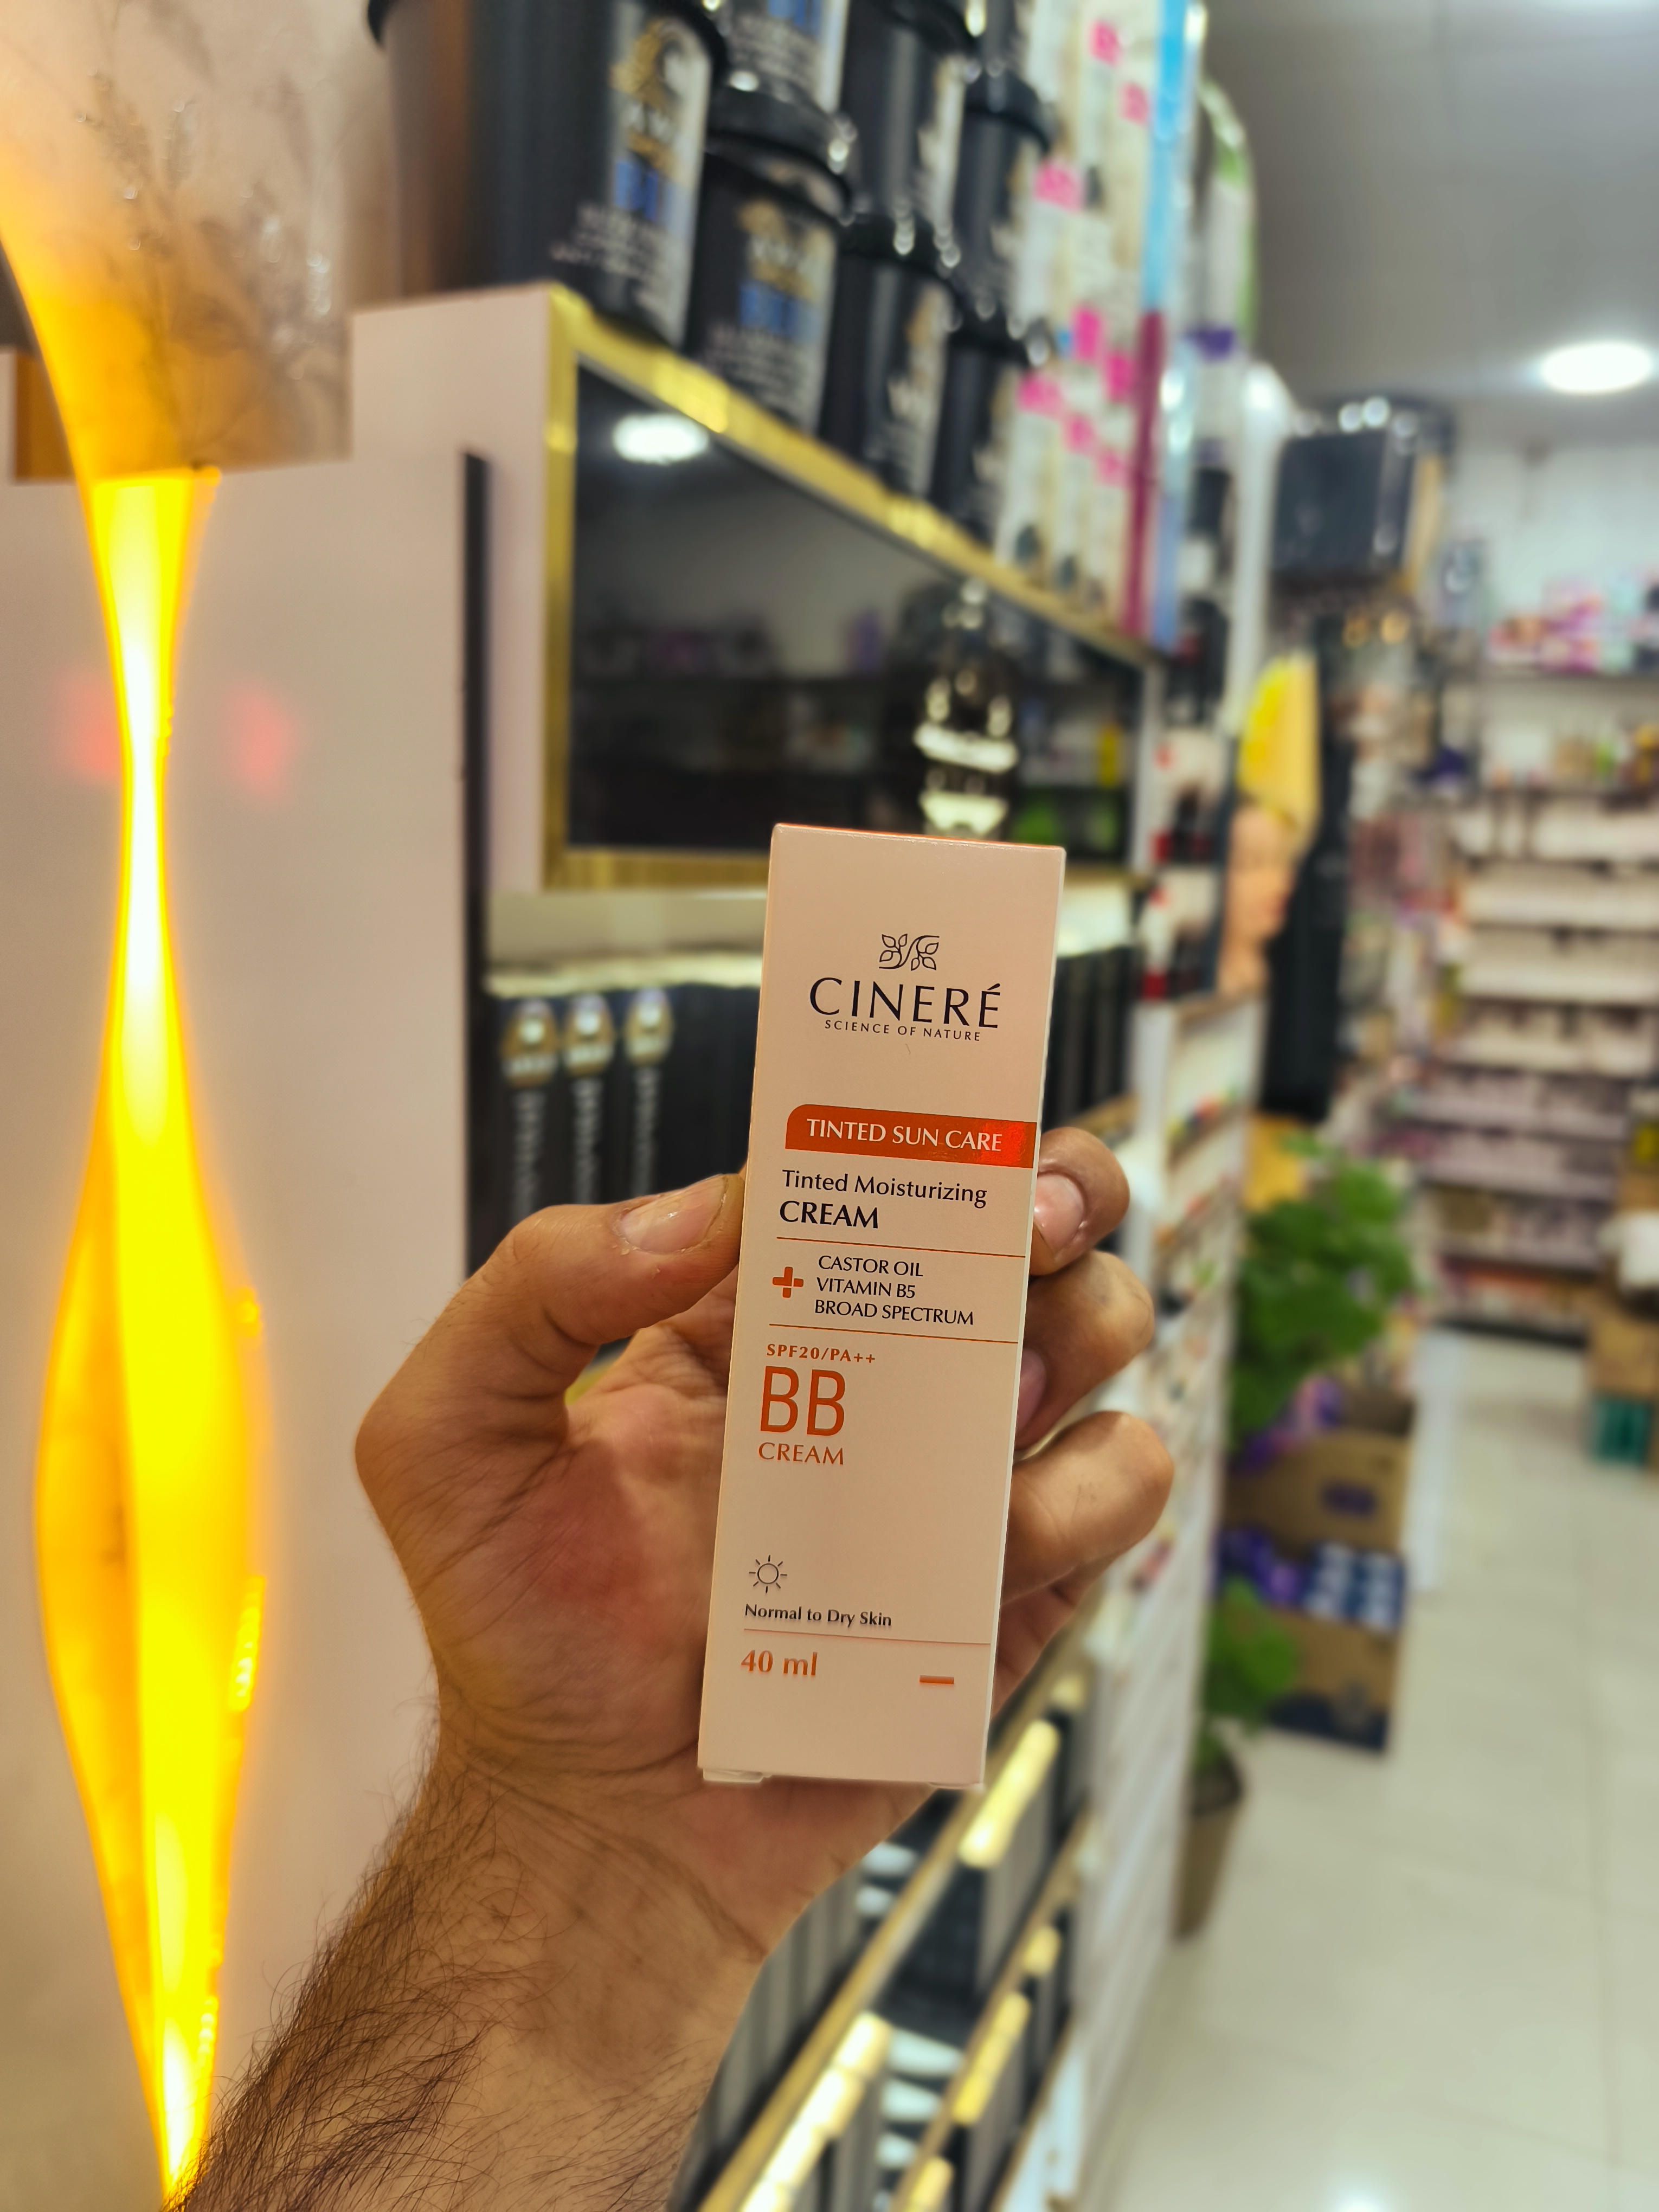 CINERÉ
SCIENCE OF NATURE
TINTED SUN CARE
Tinted Moisturizing
CREAM
CASTOR OIL
VITAMIN B5
BROAD SPECTRUM
SPF20/PA++
BB
CREAM
Normal to Dry Skin
40 ml